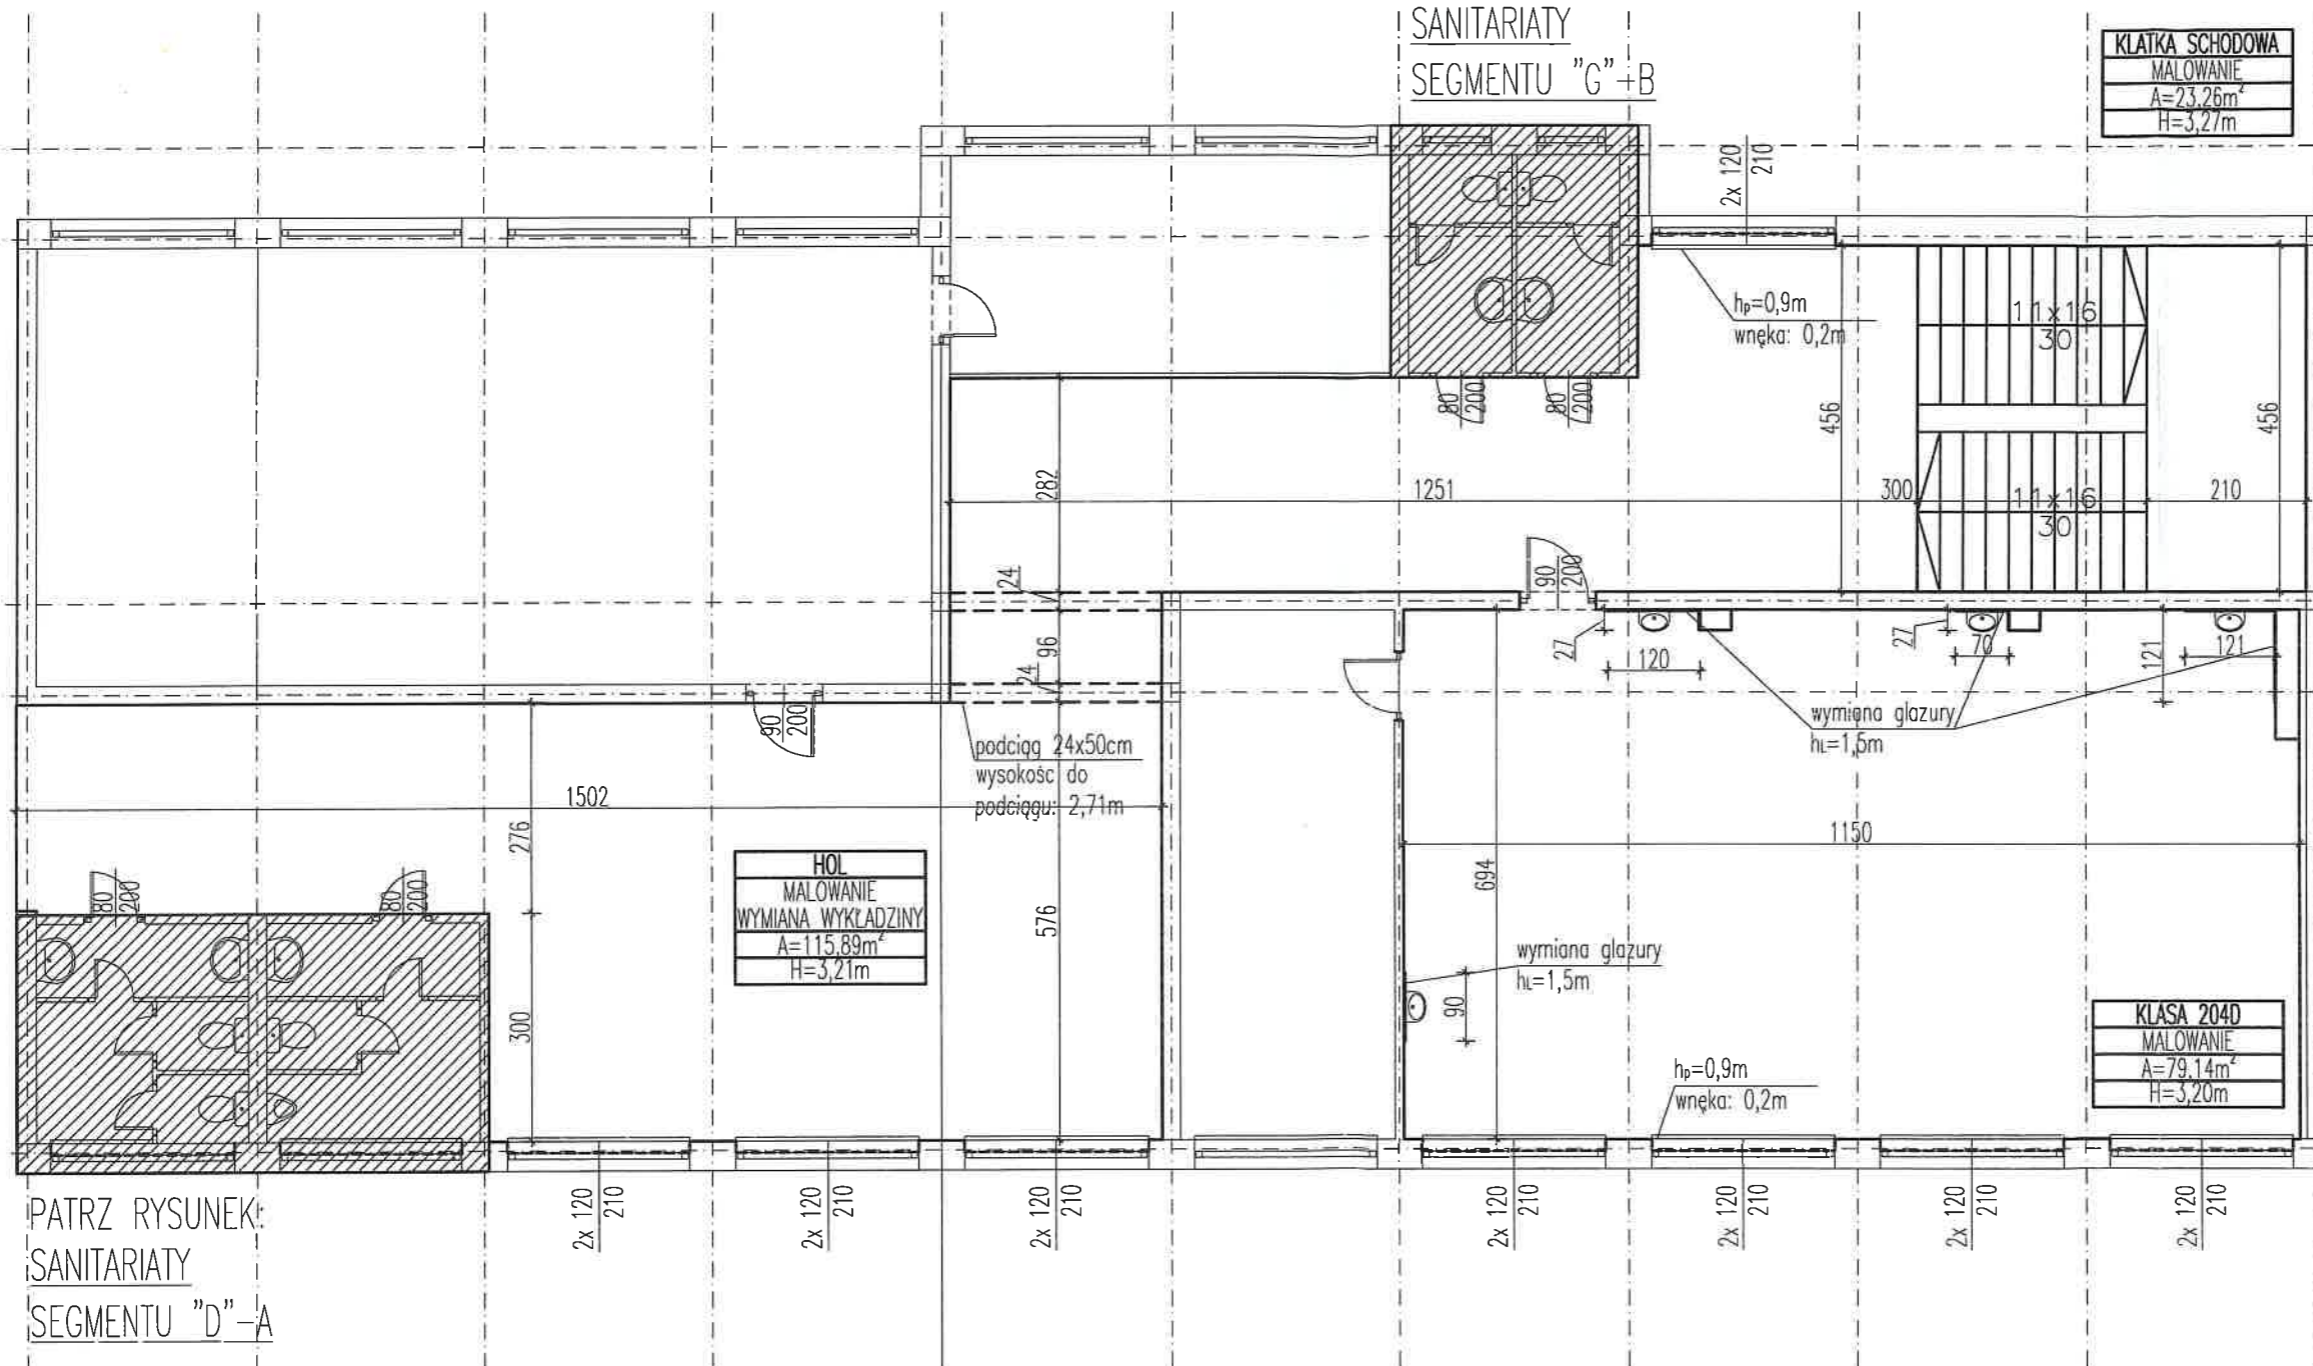 SANITARIATY
SEGMENTU "G"-B
KLATKA SCHODOWA
MALOWANIE
A=23,26m²
H=3,27m
2x 120
210
hp=0,9m
wnęka: 0,2m
11x16
30
80
200
80
200
456
456
282
1251
300
11x16
30
210
24
90
200
96
24
27
120
27
70
121
121
90
200
podciąg 24x50cm
wysokośc do
podciągu: 2,71m
wymiana glazury
hL=1,5m
1502
276
1150
80
200
80
200
HOL
MALOWANIE
WYMIANA WYKŁADZINY
A=115,89m²
H=3,21m
576
694
300
wymiana glazury
hL=1,5m
90
KLASA 204D
MALOWANIE
A=79,14m²
H=3,20m
hp=0,9m
wnęka: 0,2m
2x 120
210
2x 120
210
2x 120
210
2x 120
210
2x 120
210
2x 120
210
2x 120
210
PATRZ RYSUNEK:
SANITARIATY
SEGMENTU "D"-A